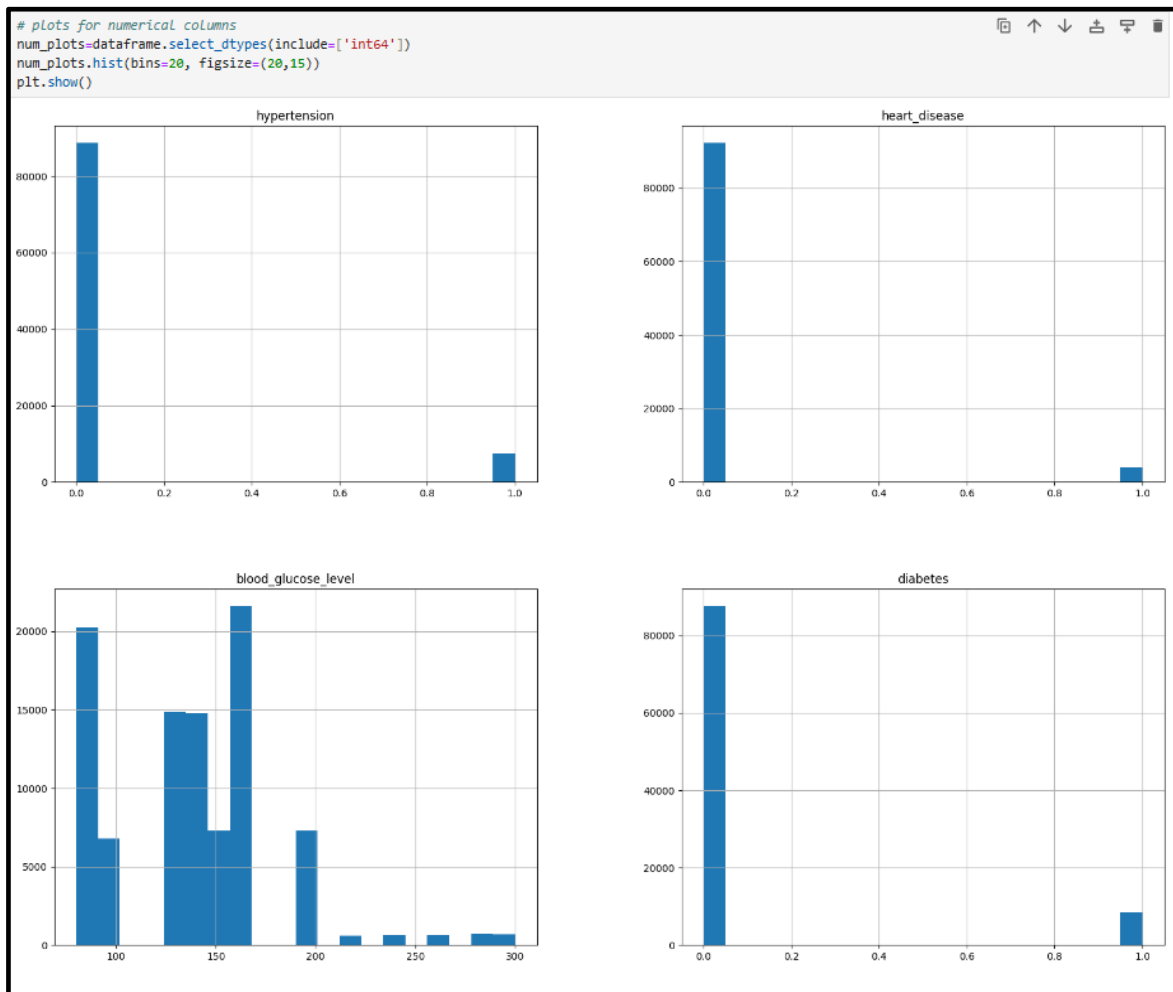 # plots for numerical columns
num_plots=dataframe.select_dtypes(include=['int64'])
num_plots.hist(bins=20, figsize=(20,15))
plt.show()
hypertension
80000
60000
40000
20000
0
0.0 0.2 0.4 0.6 0.8 1.0
heart_disease
80000
60000
40000
20000
0
0.0 0.2 0.4 0.6 0.8 1.0
blood_glucose_level
20000
15000
10000
5000
0
100 150 200 250 300
diabetes
80000
60000
40000
20000
0
0.0 0.2 0.4 0.6 0.8 1.0